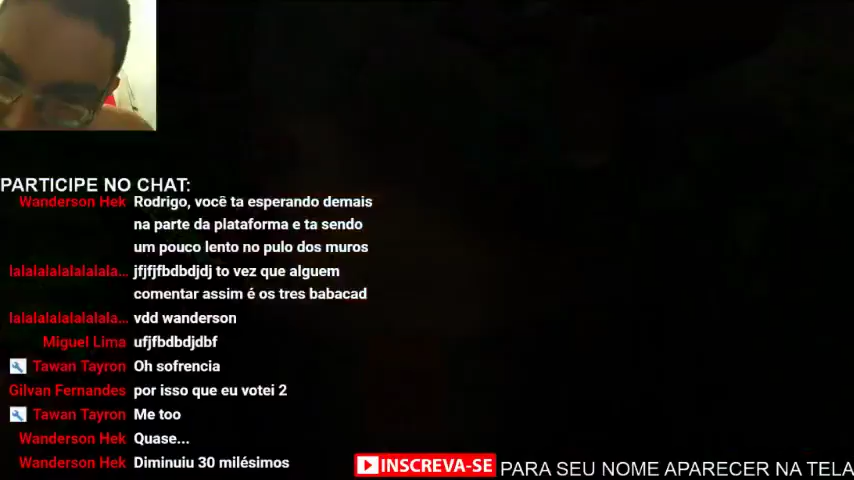 PARTICIPE NO CHAT:
Wanderson Hek Rodrigo, você ta esperando demais
na parte da plataforma e ta sendo
um pouco lento no pulo dos muros
lalalalalalalalala... jfjfjfbdbdjdj to vez que alguem
comentar assim é os tres babacad
lalalalalalalalala... vdd wanderson
Miguel Lima ufjfbdbdjdbf
Tawan Tayron Oh sofrencia
Gilvan Fernandes por isso que eu votei 2
Tawan Tayron Me too
Wanderson Hek Quase...
Wanderson Hek Diminuiu 30 milésimos
INSCREVA-SE PARA SEU NOME APARECER NA TELA